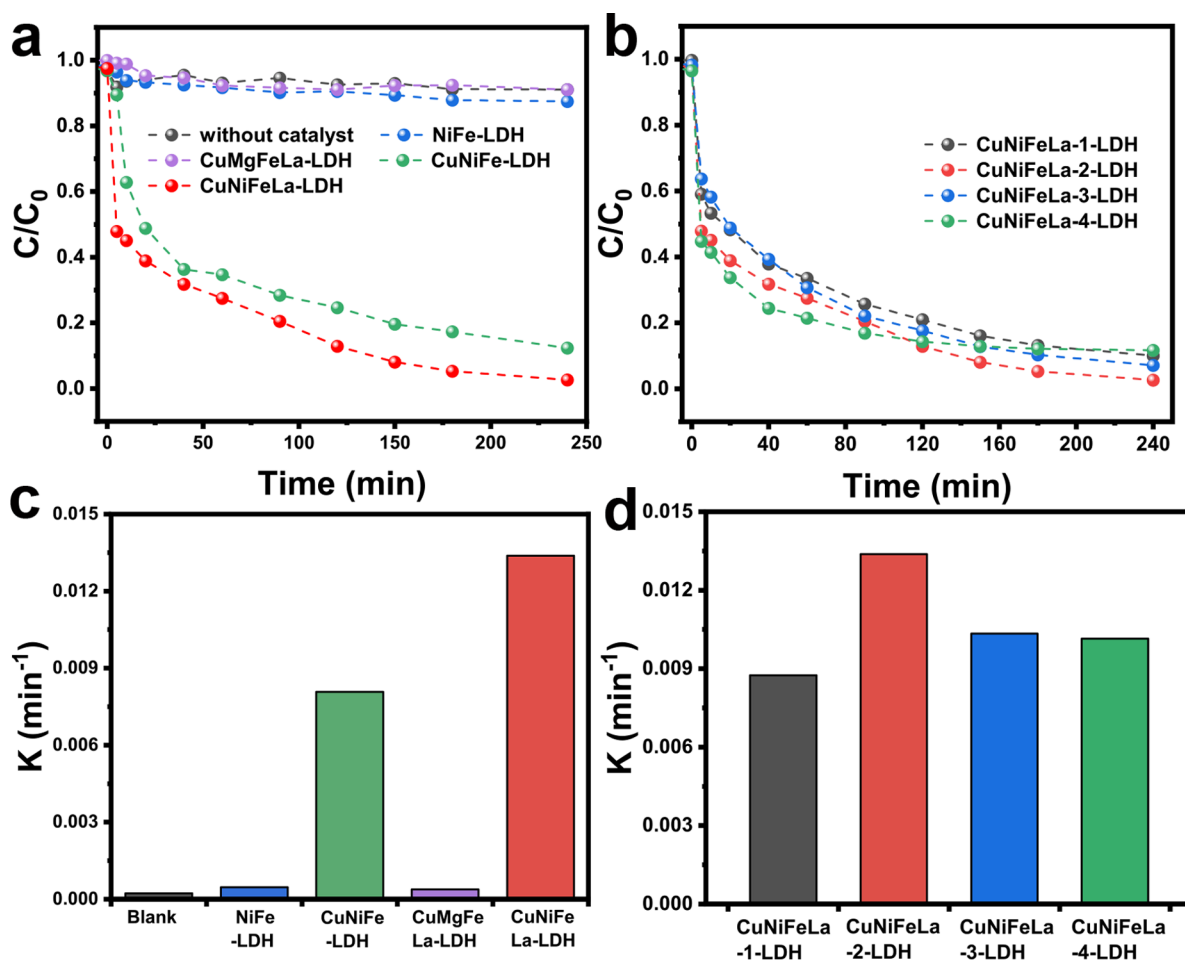 a
C/C0
1.0
0.8
0.6
0.4
0.2
0.0
without catalyst
NiFe-LDH
CuMgFeLa-LDH
CuNiFe-LDH
CuNiFeLa-LDH
0 50 100 150 200 250
Time (min)
b
C/C0
1.0
0.8
0.6
0.4
0.2
0.0
CuNiFeLa-1-LDH
CuNiFeLa-2-LDH
CuNiFeLa-3-LDH
CuNiFeLa-4-LDH
0 40 80 120 160 200 240
Time (min)
c
K (min-1)
0.015
0.012
0.009
0.006
0.003
0.000
Blank NiFe CuNiFe CuMgFe CuNiFe
-LDH -LDH La-LDH La-LDH
d
K (min-1)
0.015
0.012
0.009
0.006
0.003
0.000
CuNiFeLa CuNiFeLa CuNiFeLa CuNiFeLa
-1-LDH -2-LDH -3-LDH -4-LDH